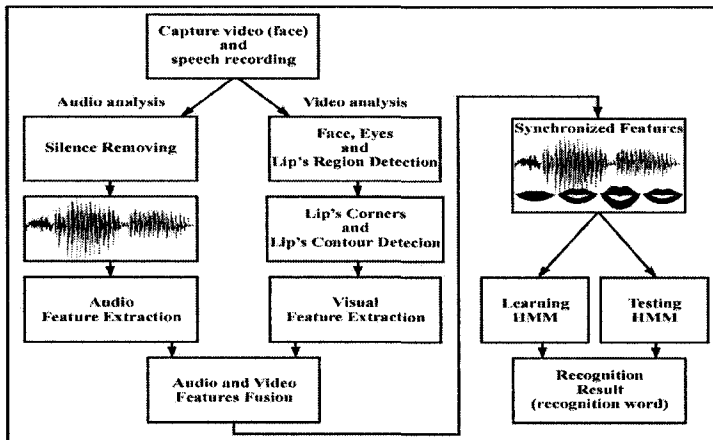 Capture video (face)
and
speech recording
Audio analysis
Silence Removing
Audio
Feature Extraction
Video analysis
Face, Eyes
and
Lip's Region Detection
Lip's Corners
and
Lip's Contour Detecion
Visual
Feature Extraction
Audio and Video
Features Fusion
Synchronized Features
Learning
HMM
Testing
HMM
Recognition
Result
(recognition word)